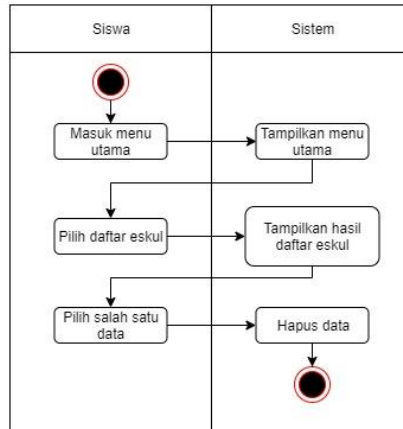 Siswa
Sistem
Masuk menu
utama
Tampilkan menu
utama
Pilih daftar eskul
Tampilkan hasil
daftar eskul
Pilih salah satu
data
Hapus data